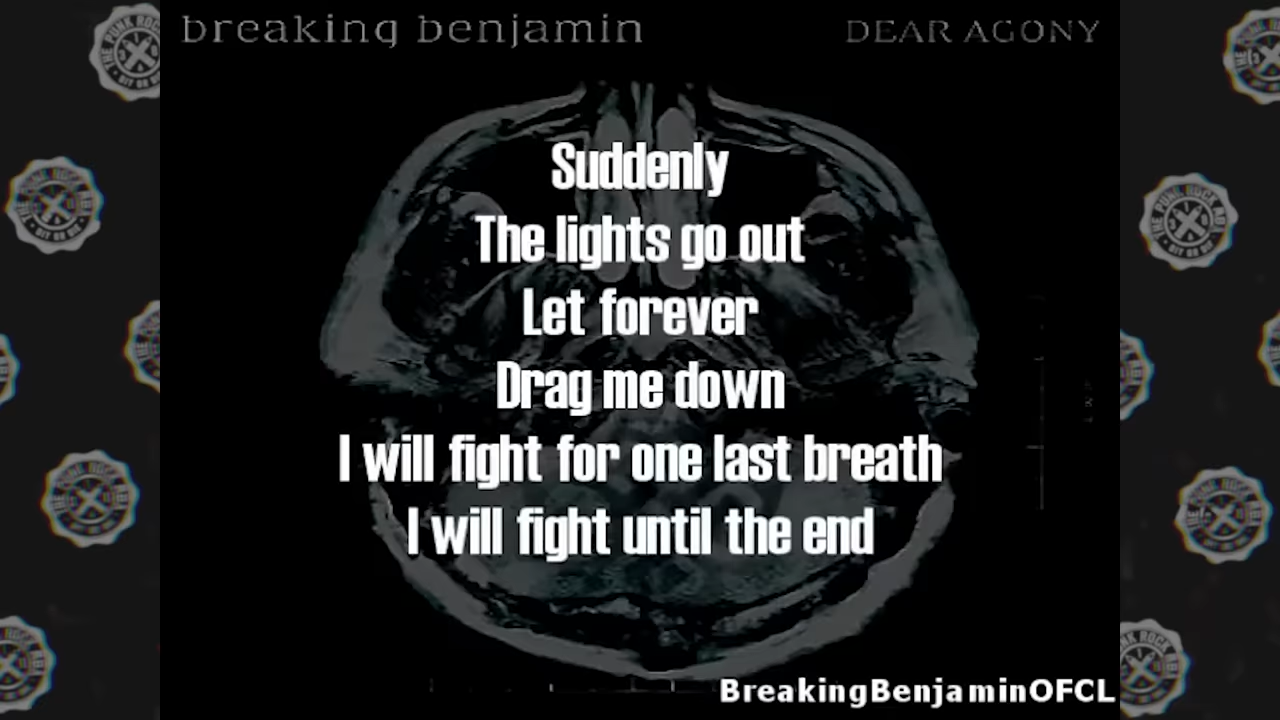 breaking benjamin
DEAR AGONY
Suddenly
The lights go out
Let forever
Drag me down
I will fight for one last breath
I will fight until the end
BreakingBenjaminOFCL